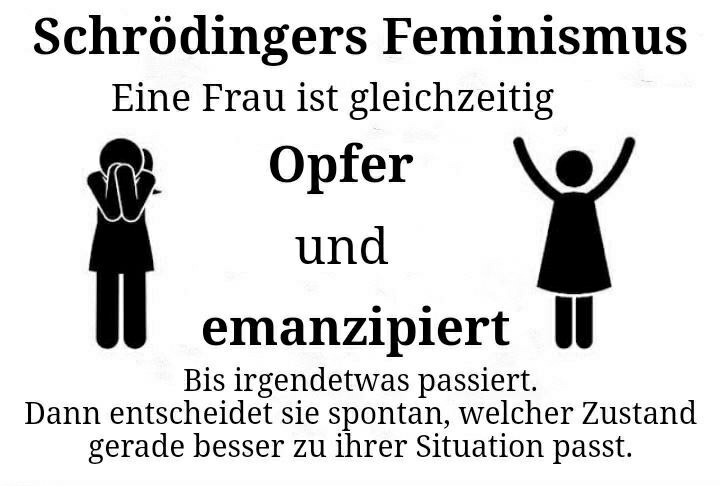 Schrödingers Feminismus
Eine Frau ist gleichzeitig
Opfer
und
emanzipiert
Bis irgendetwas passiert.
Dann entscheidet sie spontan, welcher Zustand
gerade besser zu ihrer Situation passt.